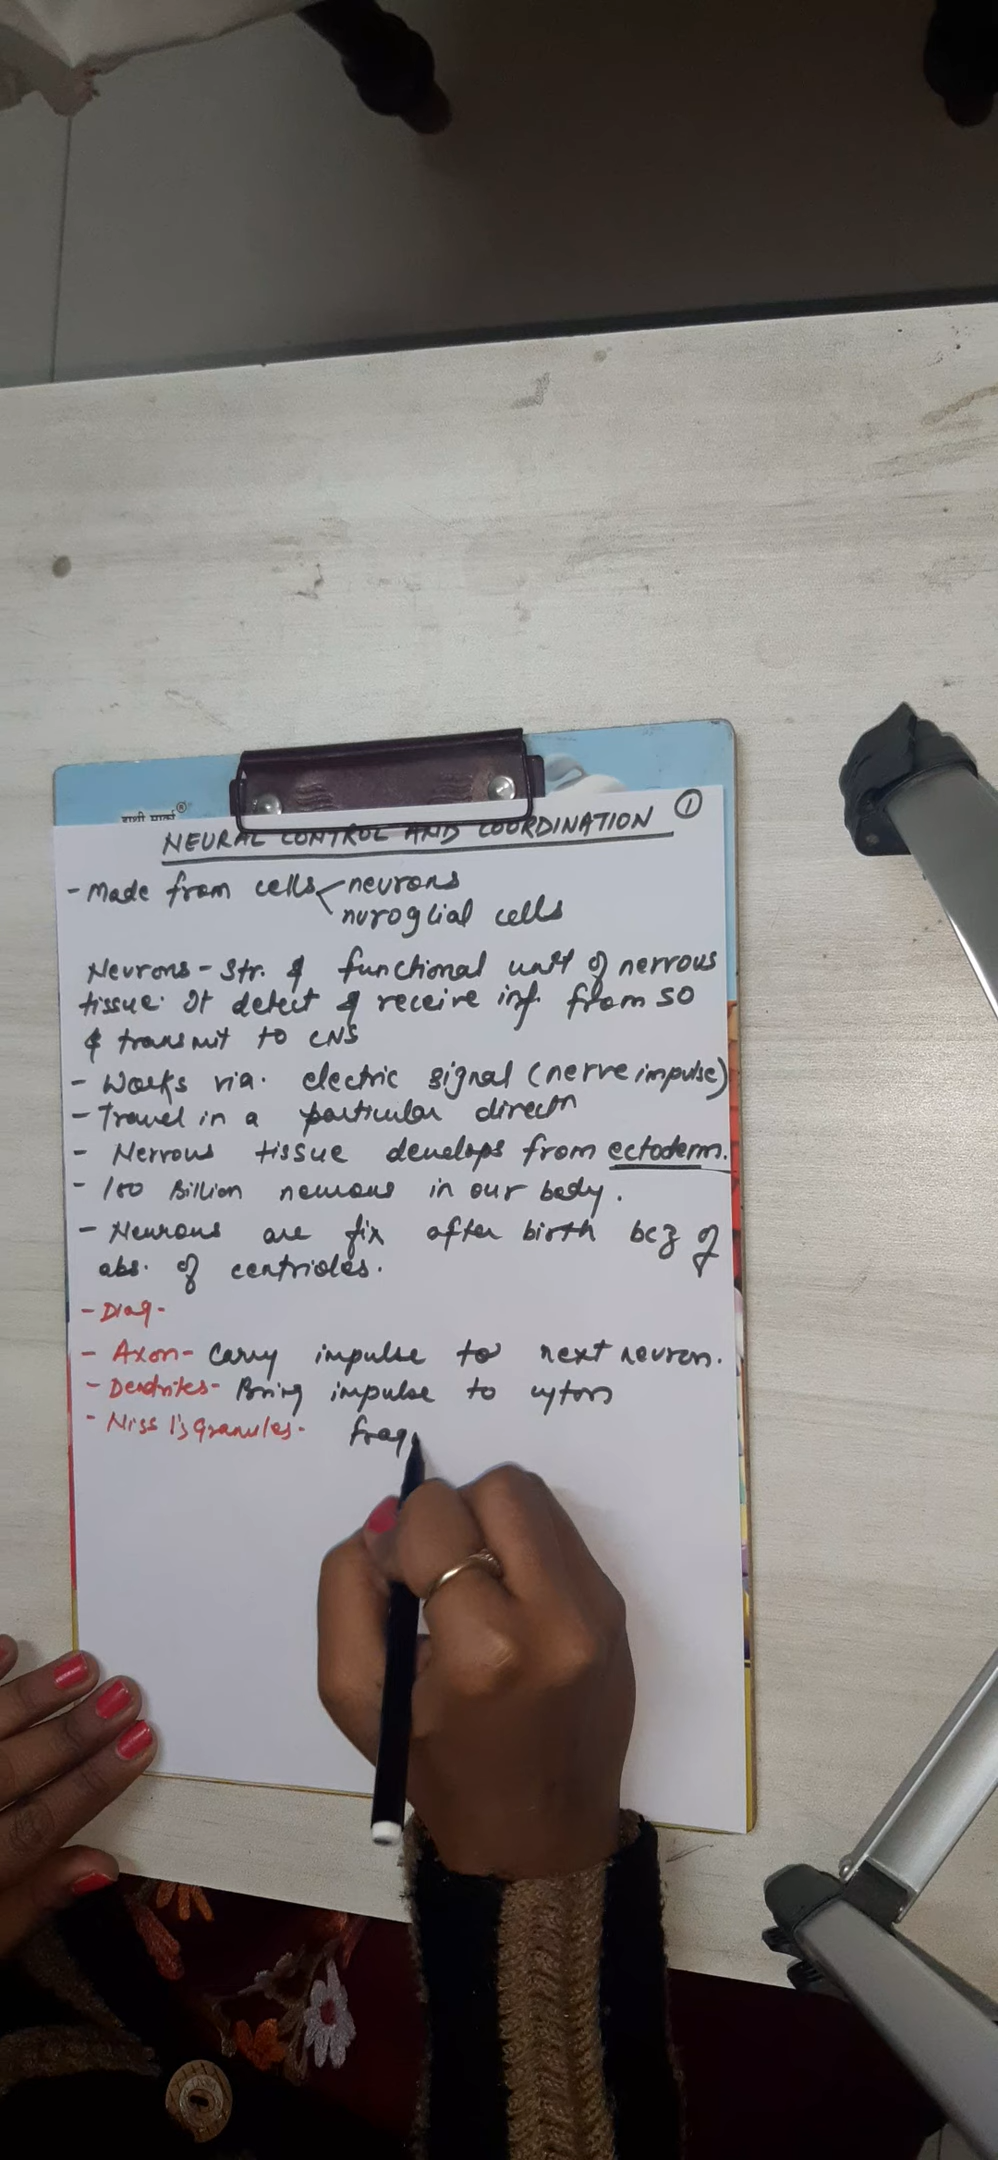 हाथी मार्का ®
NEURAL CONTROL AND COORDINATION ①
- Made from cells neurons
nuroglial cells
Neurons - Str. & functional unit of nervous
tissue. It detect & receive inf. from SO
& transmit to CNS
- Works via. electric signal (nerve impulse)
- Travel in a particular directn
- Nervous tissue develops from ectoderm.
- 100 Billion neurons in our body.
- Neurons are fix after birth bcz of
abs. of centrioles.
- Diag -
- Axon - Carry impulse to next neuron.
- Dendrites - Bring impulse to cyton
- Nissl's Granules - frag